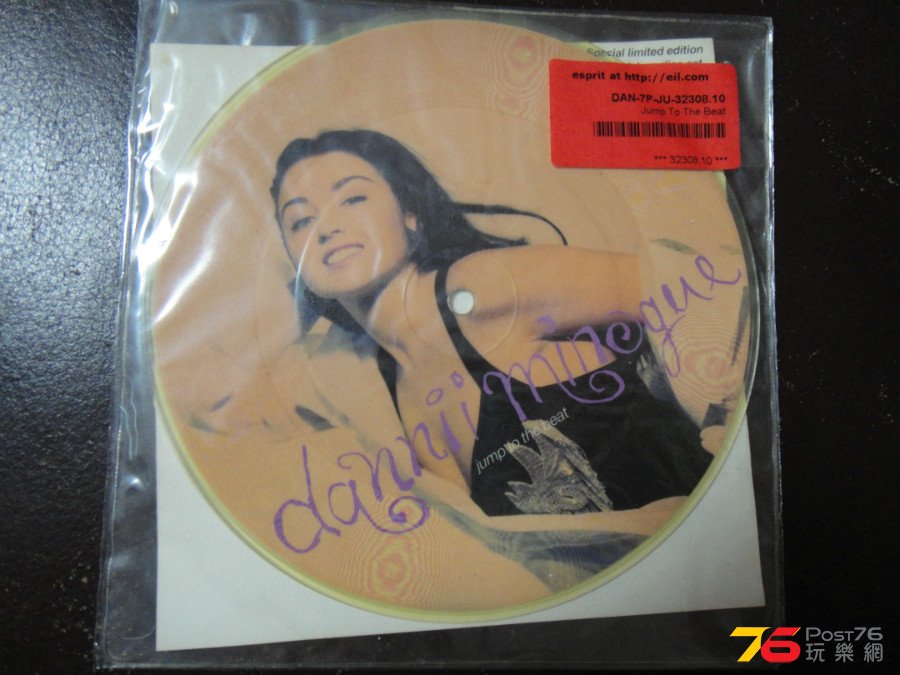 Special limited edition
esprit at http://eil.com
DAN-7P-JU-32308.10
Jump To The Beat
*** 32308.10 ***
dannii minogue
jump to the beat
76 POST76
玩樂網